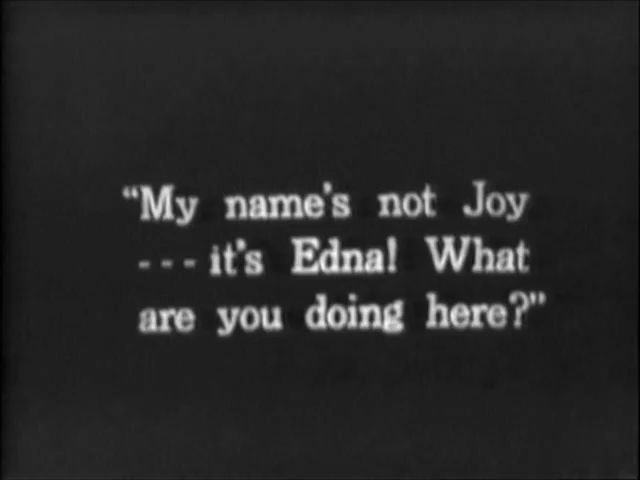 “My name's not Joy
--- it's Edna! What
are you doing here?”